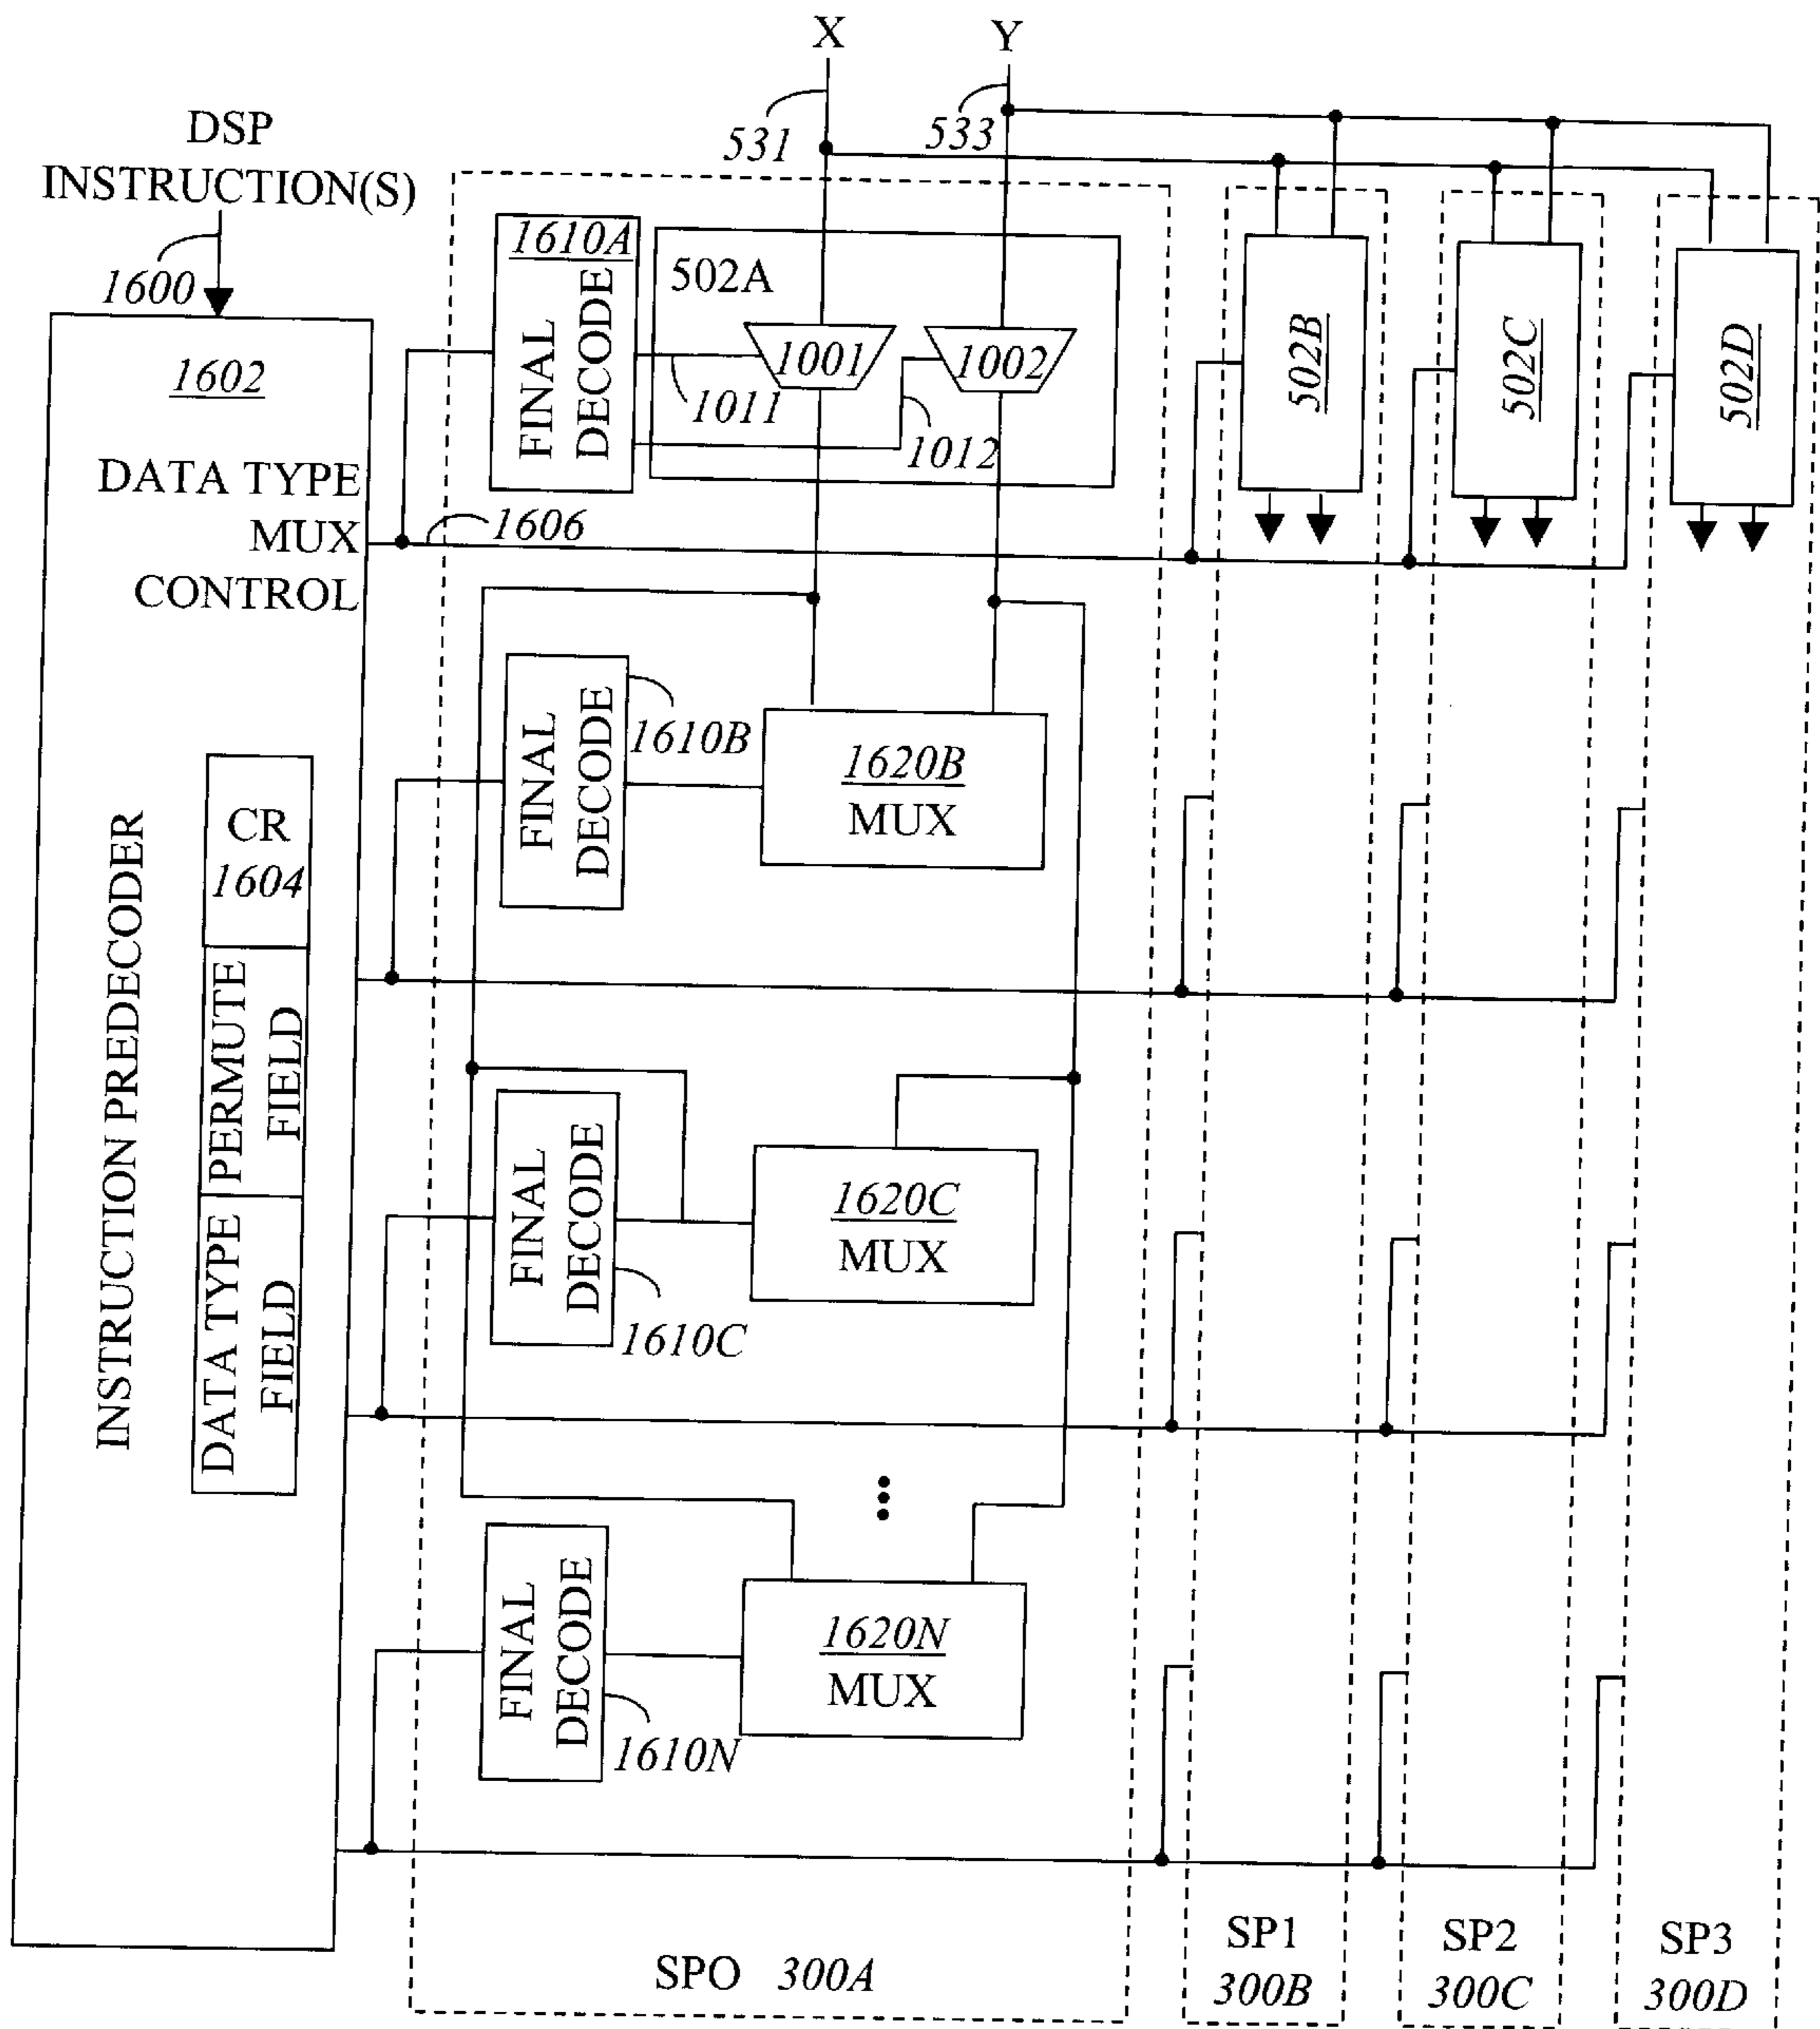 X
Y
531
533
DSP
INSTRUCTION(S)
1600
1602
DATA TYPE
MUX
CONTROL
1606
INSTRUCTION PREDECODER
CR
1604
PERMUTE
FIELD
DATA TYPE
FIELD
1610A
FINAL
DECODE
502A
1001
1002
1011
1012
502B
502C
502D
FINAL
DECODE
1610B
1620B
MUX
FINAL
DECODE
1610C
1620C
MUX
FINAL
DECODE
1610N
1620N
MUX
SPO 300A
SP1
300B
SP2
300C
SP3
300D